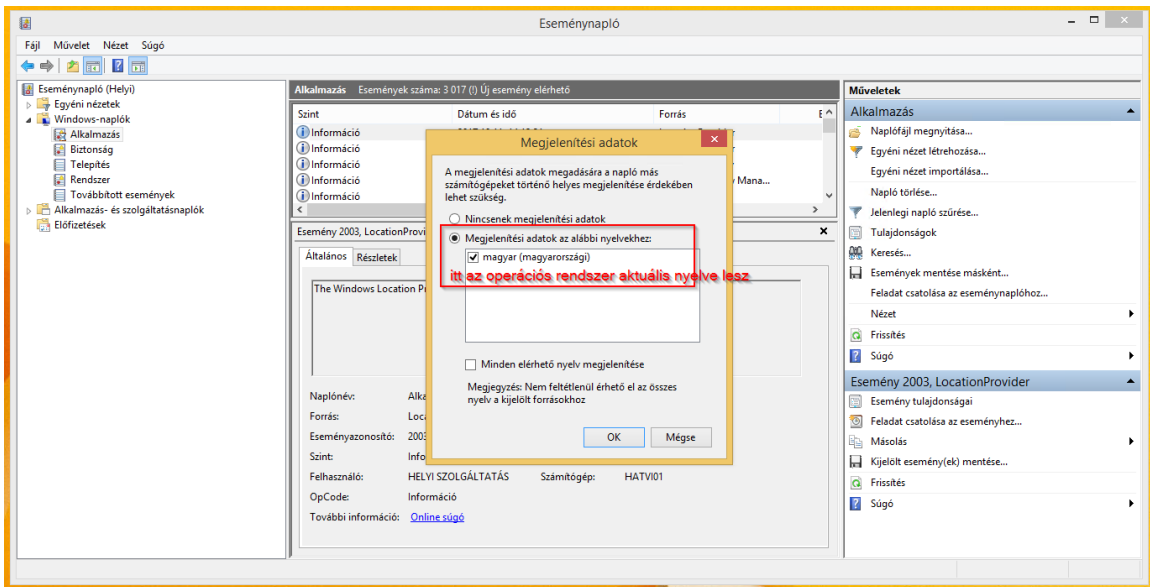 Eseménynapló
Fájl Művelet Nézet Súgó
Eseménynapló (Helyi)
Egyéni nézetek
Windows-naplók
Alkalmazás
Biztonság
Telepítés
Rendszer
Továbbított események
Alkalmazás- és szolgáltatásnaplók
Előfizetések
Alkalmazás Események száma: 3 017 (!) Új esemény elérhető
Szint Dátum és idő Forrás
Információ
Információ
Információ
Információ Mana...
Információ
Esemény 2003, LocationProvi
Általános Részletek
The Windows Location P
Naplónév: Alka
Forrás: Loca
Eseményazonosító: 2003
Szint: Info
Felhasználó: HELYI SZOLGÁLTATÁS Számítógép: HATVI01
OpCode: Információ
További információ: Online súgó
Megjelenítési adatok
A megjelenítési adatok megadására a napló más
számítógépeket történő helyes megjelenítése érdekében
lehet szükség.
Nincsenek megjelenítési adatok
Megjelenítési adatok az alábbi nyelvekhez:
magyar (magyarországi)
itt az operációs rendszer aktuális nyelve lesz
Minden elérhető nyelv megjelenítése
Megjegyzés: Nem feltétlenül érhető el az összes
nyelv a kijelölt forrásokhoz
OK Mégse
Műveletek
Alkalmazás
Naplófájl megnyitása...
Egyéni nézet létrehozása...
Egyéni nézet importálása...
Napló törlése...
Jelenlegi napló szűrése...
Tulajdonságok
Keresés...
Események mentése másként...
Feladat csatolása az eseménynaplóhoz...
Nézet
Frissítés
Súgó
Esemény 2003, LocationProvider
Esemény tulajdonságai
Feladat csatolása az eseményhez...
Másolás
Kijelölt esemény(ek) mentése...
Frissítés
Súgó